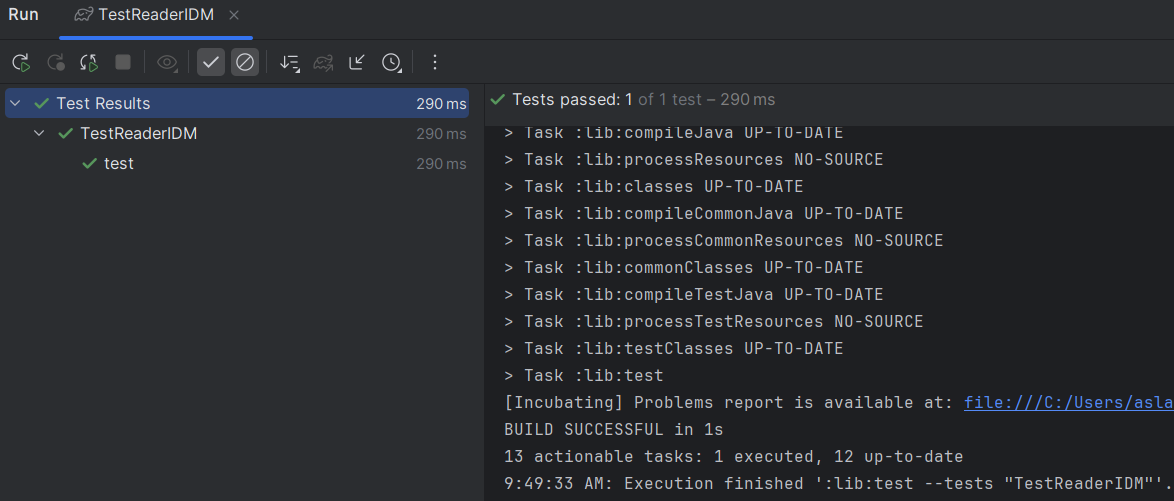 Run TestReaderIDM
Test Results 290 ms
TestReaderIDM 290 ms
test 290 ms
Tests passed: 1 of 1 test – 290 ms
> Task :lib:compileJava UP-TO-DATE
> Task :lib:processResources NO-SOURCE
> Task :lib:classes UP-TO-DATE
> Task :lib:compileCommonJava UP-TO-DATE
> Task :lib:processCommonResources NO-SOURCE
> Task :lib:commonClasses UP-TO-DATE
> Task :lib:compileTestJava UP-TO-DATE
> Task :lib:processTestResources NO-SOURCE
> Task :lib:testClasses UP-TO-DATE
> Task :lib:test
[Incubating] Problems report is available at: file:///C:/Users/asla
BUILD SUCCESSFUL in 1s
13 actionable tasks: 1 executed, 12 up-to-date
9:49:33 AM: Execution finished ':lib:test --tests "TestReaderIDM"'.